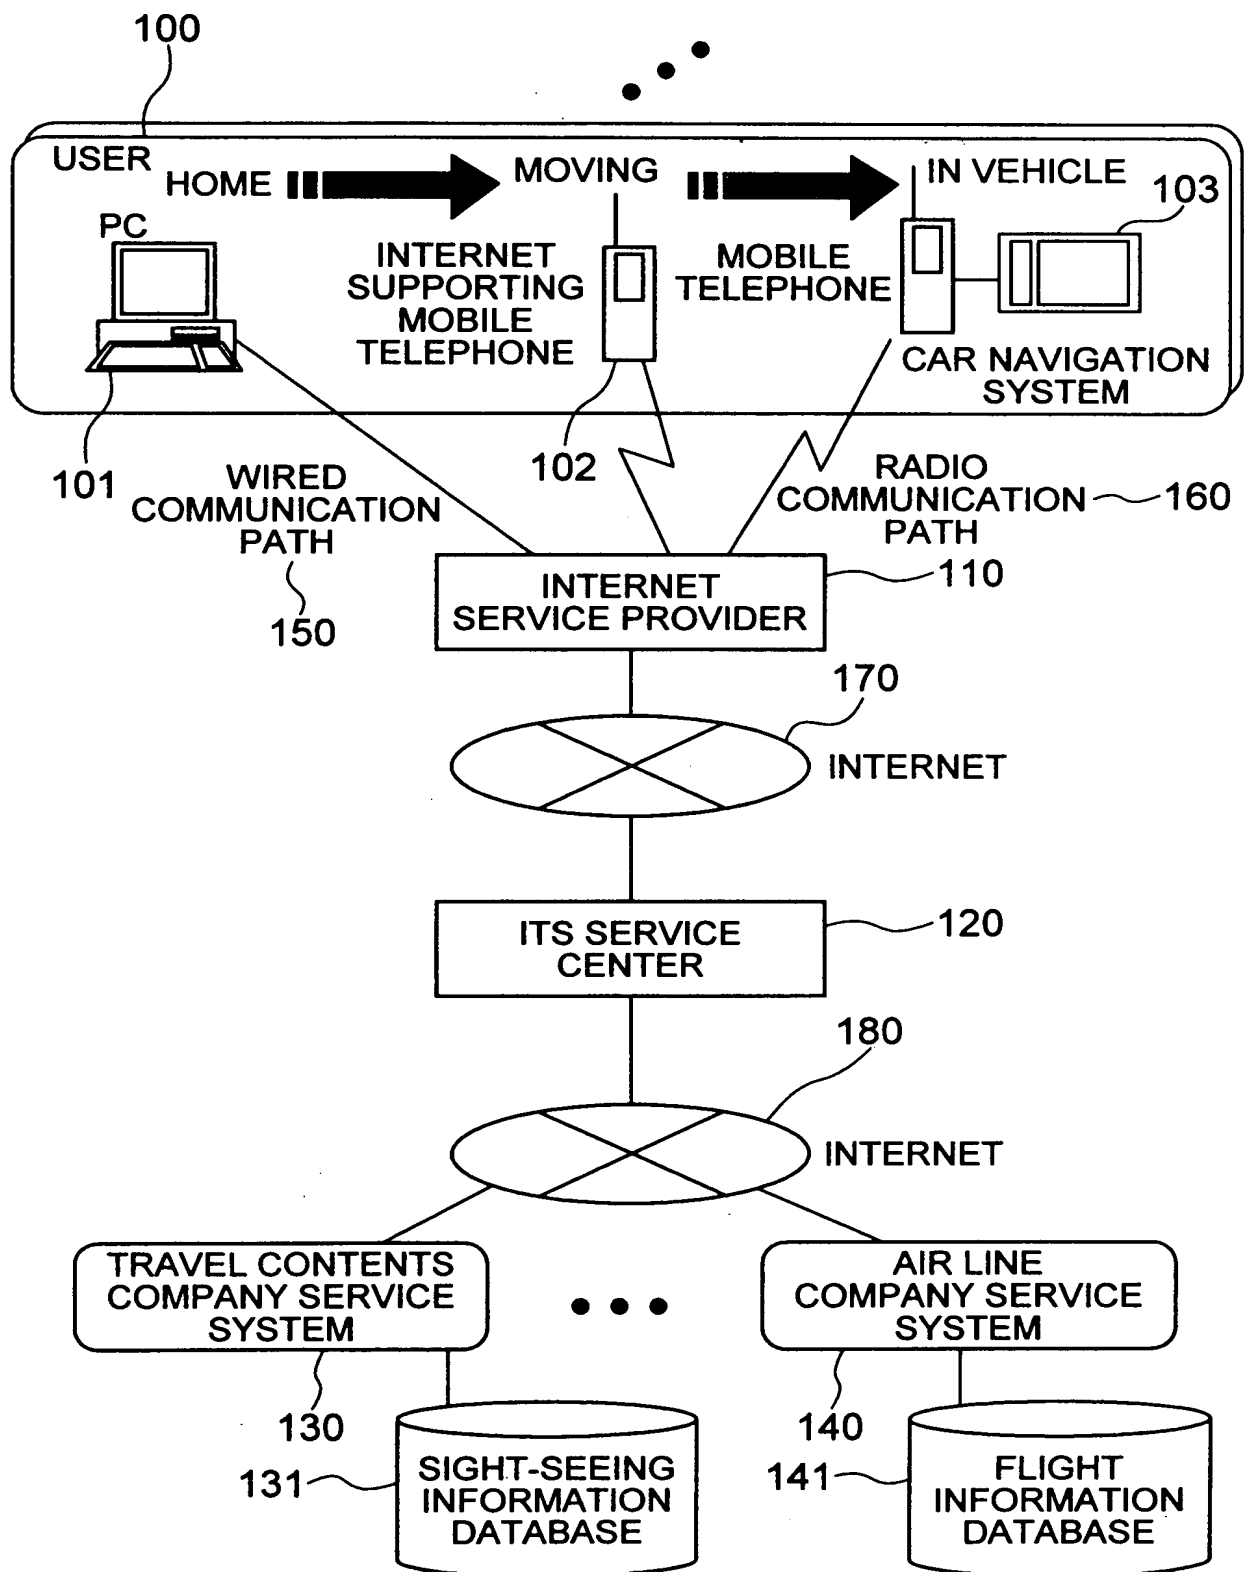 100
USER
HOME
MOVING
IN VEHICLE
103
PC
INTERNET
SUPPORTING
MOBILE
TELEPHONE
MOBILE
TELEPHONE
CAR NAVIGATION
SYSTEM
101
102
WIRED
COMMUNICATION
PATH
150
RADIO
COMMUNICATION
PATH
160
INTERNET
SERVICE PROVIDER
110
170
INTERNET
ITS SERVICE
CENTER
120
180
INTERNET
TRAVEL CONTENTS
COMPANY SERVICE
SYSTEM
AIR LINE
COMPANY SERVICE
SYSTEM
130
140
131
SIGHT-SEEING
INFORMATION
DATABASE
141
FLIGHT
INFORMATION
DATABASE